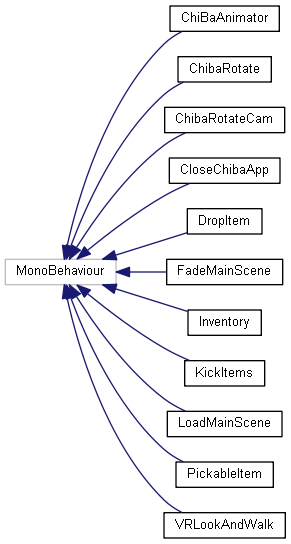 ChiBaAnimator
ChibaRotate
ChibaRotateCam
CloseChibaApp
DropItem
MonoBehaviour
FadeMainScene
Inventory
KickItems
LoadMainScene
PickableItem
VRLookAndWalk